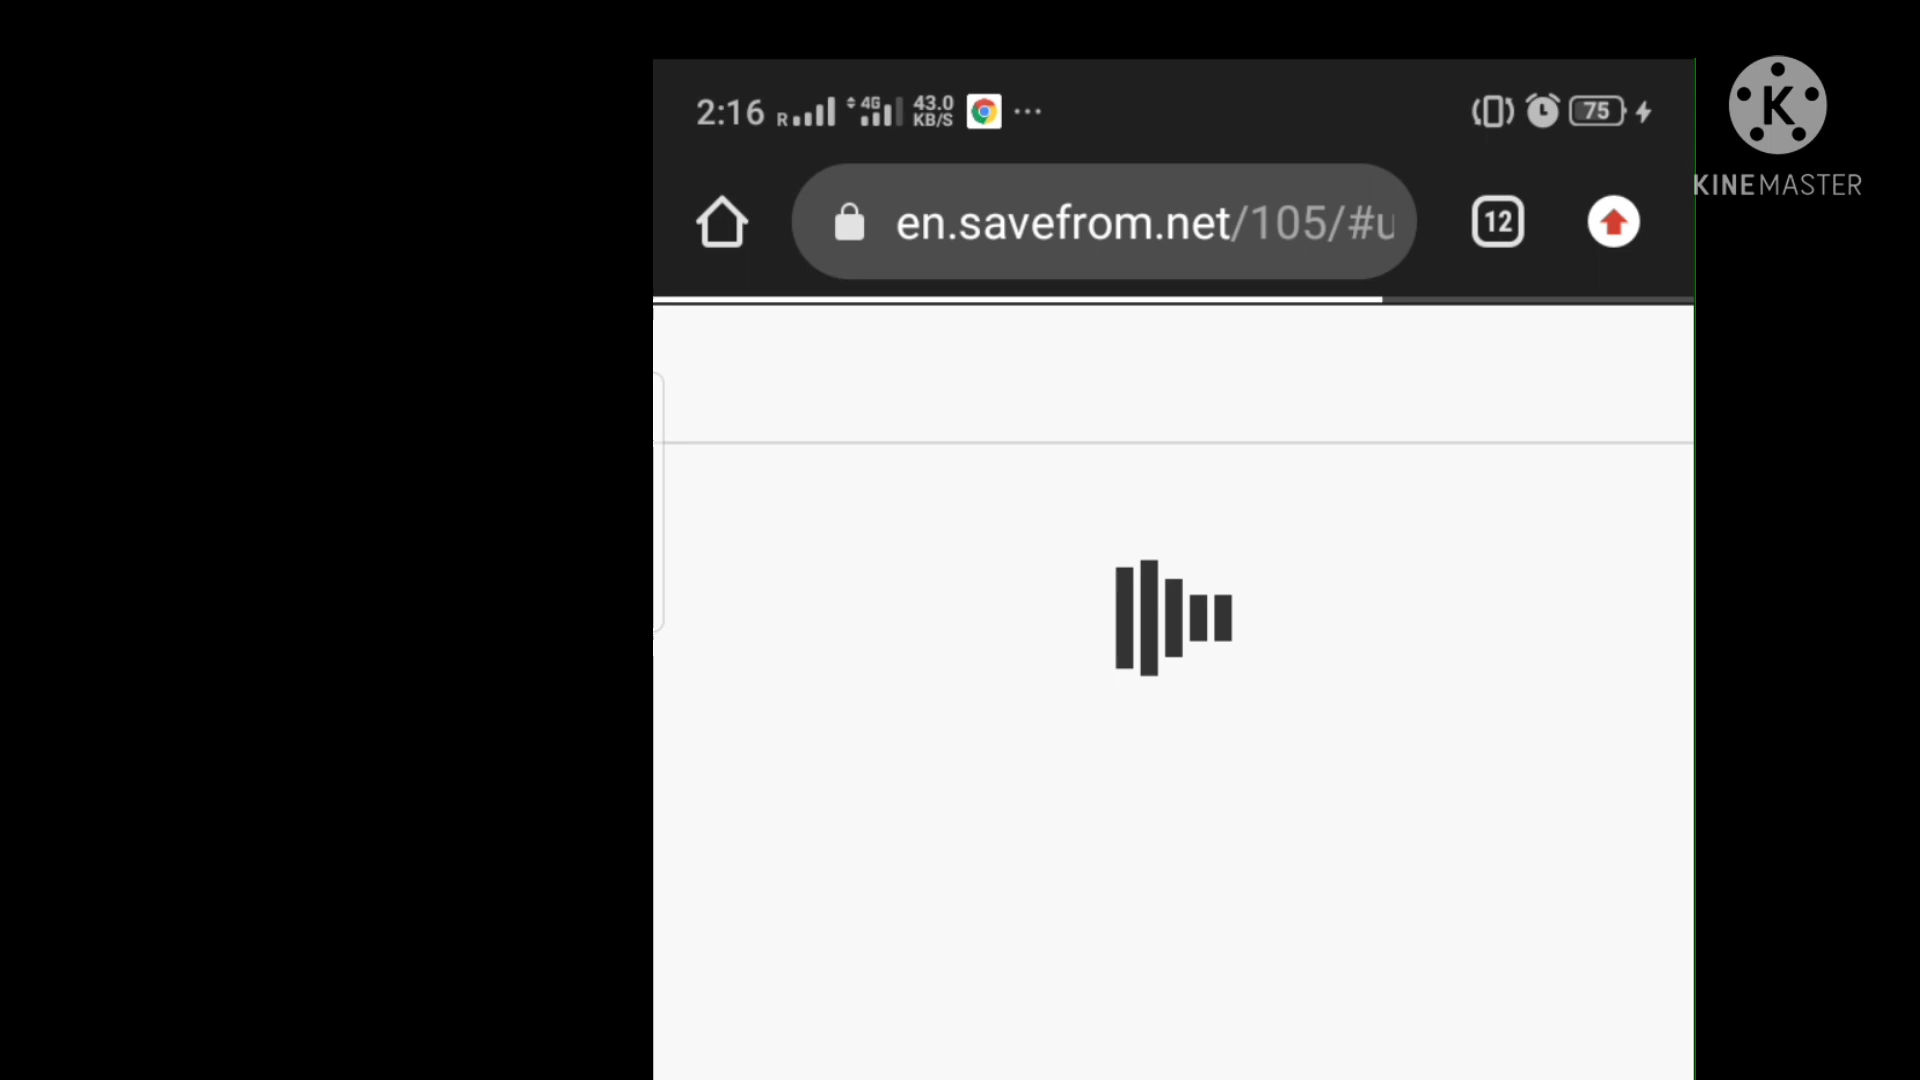 2:16 R 4G 43.0 KB/S ... 75
en.savefrom.net/105/#u
12
K
KINEMASTER